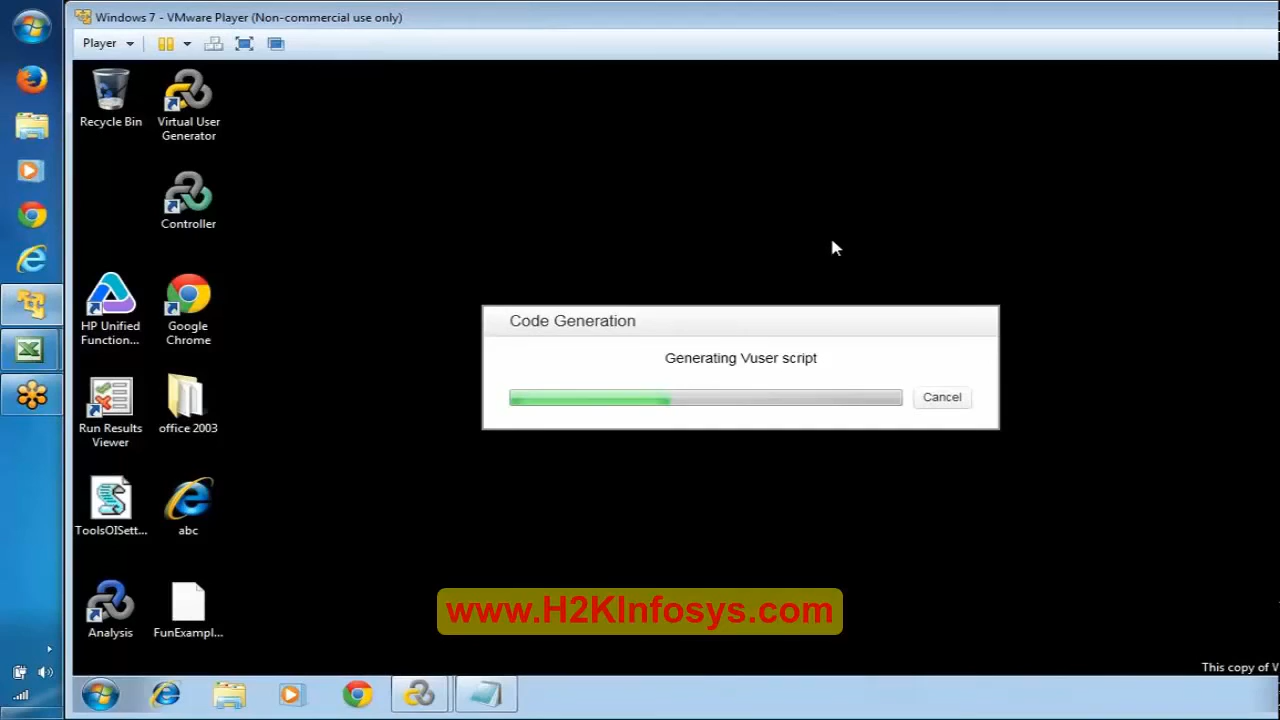 Windows 7 - VMware Player (Non-commercial use only)
Player
Recycle Bin
Virtual User
Generator
Controller
HP Unified
Function...
Google
Chrome
Run Results
Viewer
office 2003
ToolsOISett...
abc
Analysis
FunExampl...
Code Generation
Generating Vuser script
Cancel
www.H2KInfosys.com
This copy of W